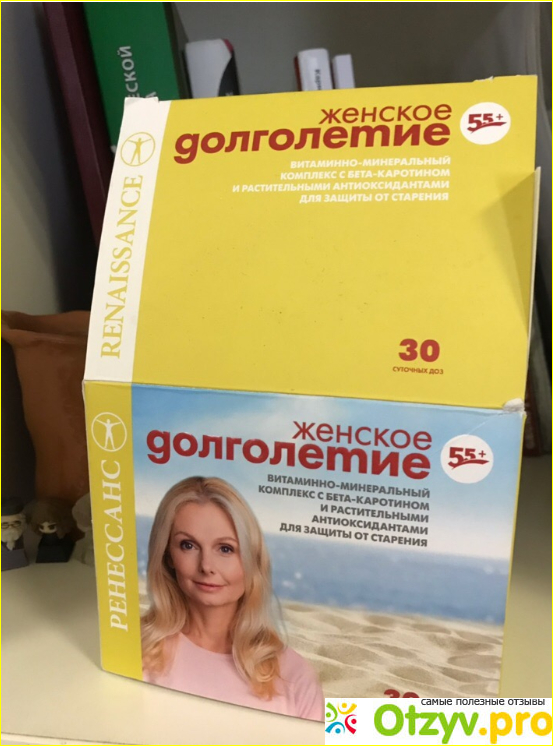 ЕСКОЙ
RENAISSANCE
ЖЕНСКОЕ
ДОЛГОЛЕТИЕ
55+
ВИТАМИННО-МИНЕРАЛЬНЫЙ
КОМПЛЕКС С БЕТА-КАРОТИНОМ
И РАСТИТЕЛЬНЫМИ АНТИОКСИДАНТАМИ
ДЛЯ ЗАЩИТЫ ОТ СТАРЕНИЯ
30
СУТОЧНЫХ ДОЗ
РЕНЕССАНС
ЖЕНСКОЕ
ДОЛГОЛЕТИЕ
55+
ВИТАМИННО-МИНЕРАЛЬНЫЙ
КОМПЛЕКС С БЕТА-КАРОТИНОМ
И РАСТИТЕЛЬНЫМИ
АНТИОКСИДАНТАМИ
ДЛЯ ЗАЩИТЫ ОТ СТАРЕНИЯ
30
самые полезные отзывы
Otzyv.pro